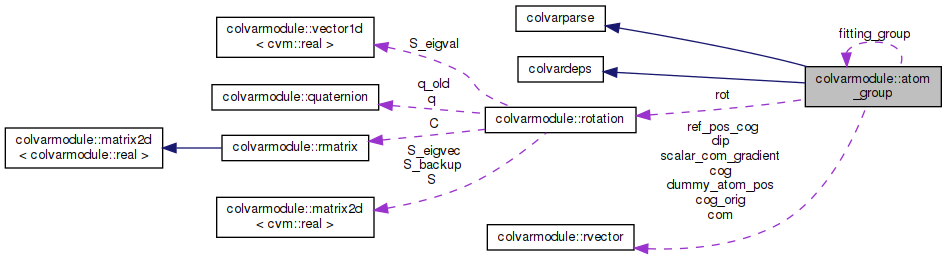 colvarmodule::vector1d
< cvm::real >
colvarparse
fitting_group
S_eigval
colvardeps
colvarmodule::atom
_group
q_old
q
colvarmodule::quaternion
rot
colvarmodule::rotation
C
colvarmodule::matrix2d
< colvarmodule::real >
colvarmodule::rmatrix
ref_pos_cog
dip
scalar_com_gradient
cog
dummy_atom_pos
cog_orig
com
S_eigvec
S_backup
S
colvarmodule::matrix2d
< cvm::real >
colvarmodule::rvector